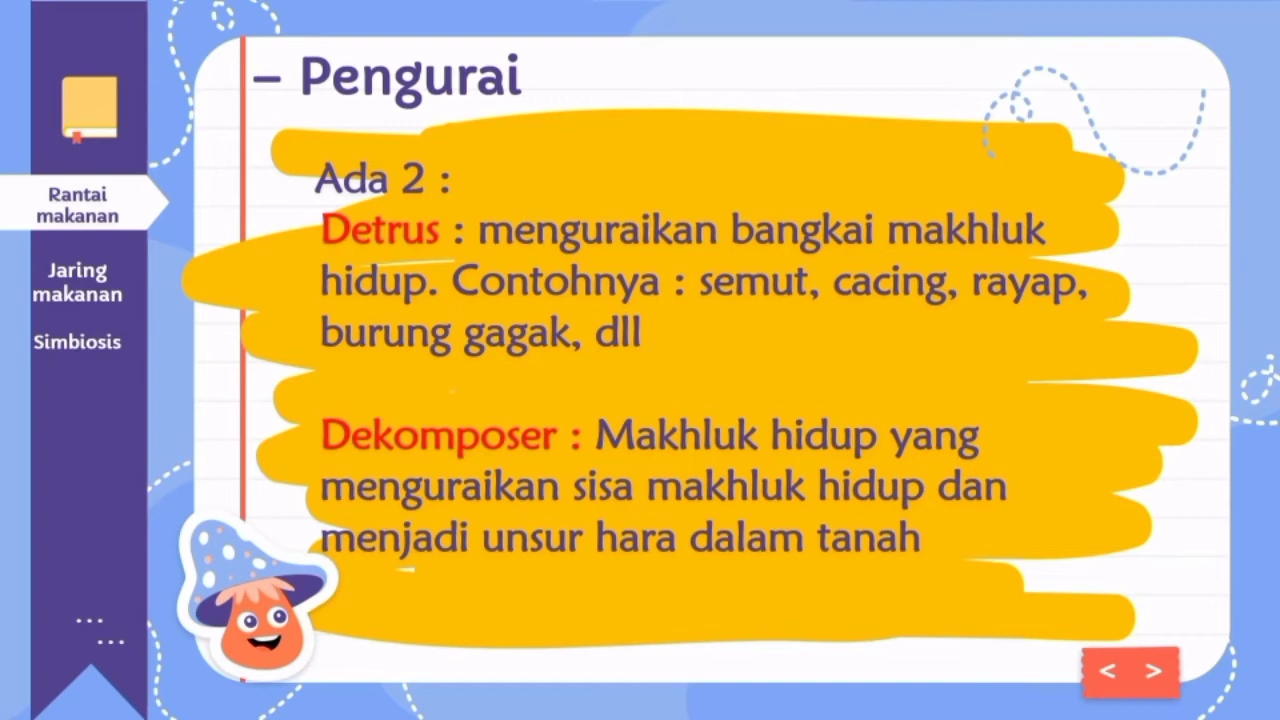 – Pengurai
Ada 2 :
Detrus : menguraikan bangkai makhluk
hidup. Contohnya : semut, cacing, rayap,
burung gagak, dll
Dekomposer : Makhluk hidup yang
menguraikan sisa makhluk hidup dan
menjadi unsur hara dalam tanah
Rantai
makanan
Jaring
makanan
Simbiosis
< >